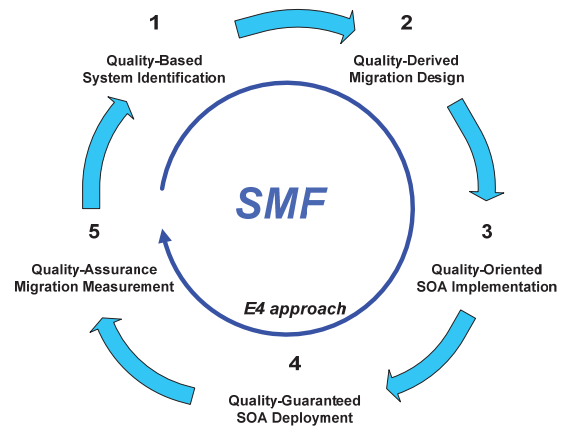 1
Quality-Based
System Identification
2
Quality-Derived
Migration Design
SMF
3
Quality-Oriented
SOA Implementation
E4 approach
4
Quality-Guaranteed
SOA Deployment
5
Quality-Assurance
Migration Measurement